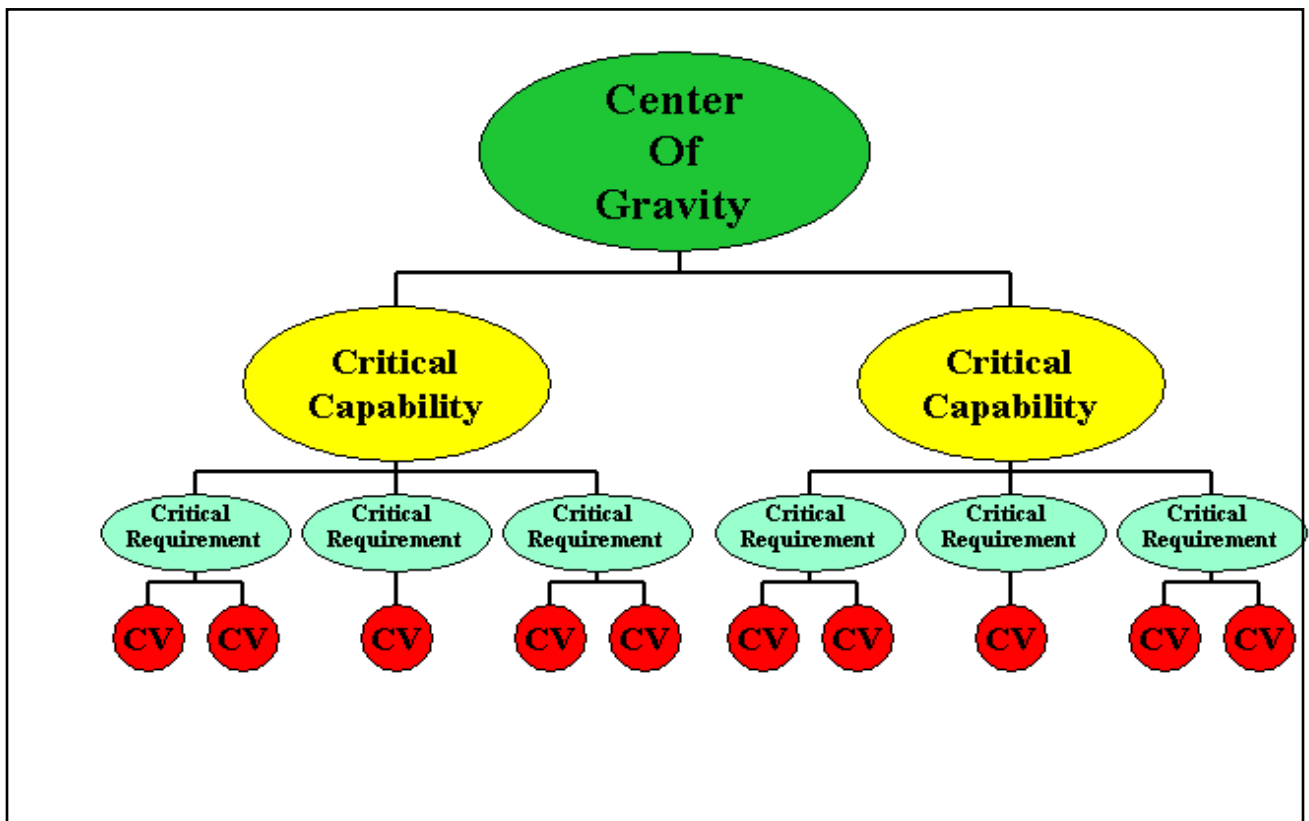 Center
Of
Gravity
Critical
Capability
Critical
Capability
Critical
Requirement
Critical
Requirement
Critical
Requirement
Critical
Requirement
Critical
Requirement
Critical
Requirement
CV
CV
CV
CV
CV
CV
CV
CV
CV
CV